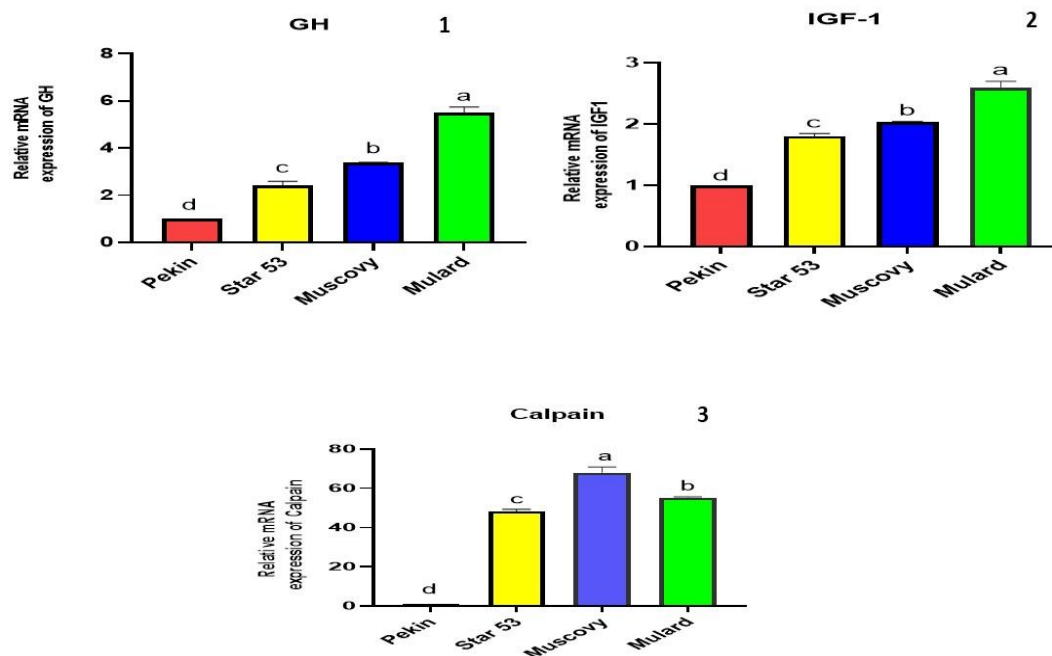 GH 1
Relative mRNA
expression of GH
8
6
4
2
0
d
c
b
a
Pekin
Star 53
Muscovy
Mulard
IGF-1 2
Relative mRNA
expression of IGF1
3
2
1
0
d
c
b
a
Pekin
Star 53
Muscovy
Mulard
Calpain 3
Relative mRNA
expression of Calpain
80
60
40
20
0
d
c
a
b
Pekin
Star 53
Muscovy
Mulard